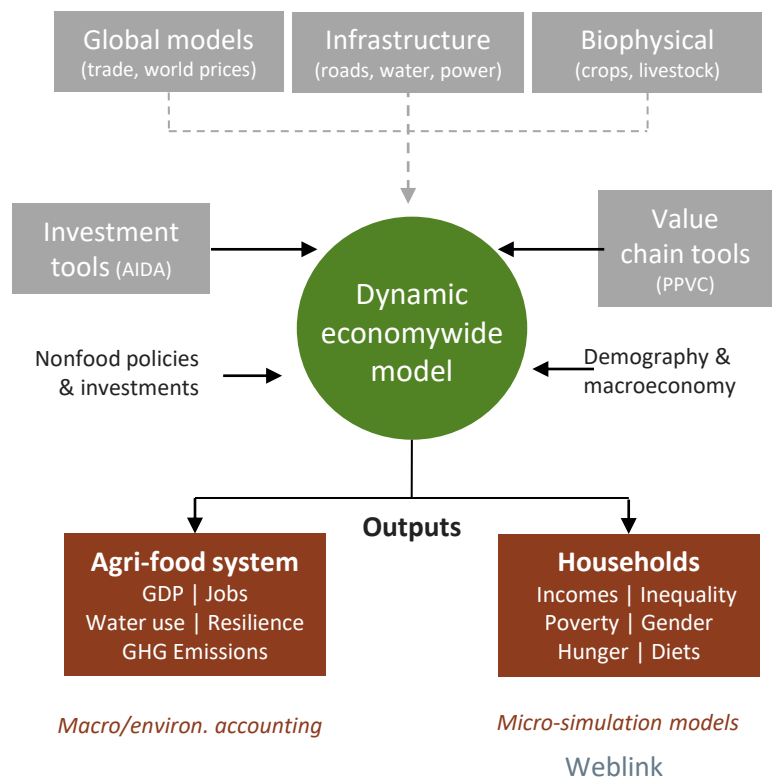 Global models
(trade, world prices)
Infrastructure
(roads, water, power)
Biophysical
(crops, livestock)
Investment
tools (AIDA)
Value
chain tools
(PPVC)
Dynamic
economywide
model
Nonfood policies
& investments
Demography &
macroeconomy
Outputs
Agri-food system
GDP | Jobs
Water use | Resilience
GHG Emissions
Households
Incomes | Inequality
Poverty | Gender
Hunger | Diets
Macro/environ. accounting
Micro-simulation models
Weblink